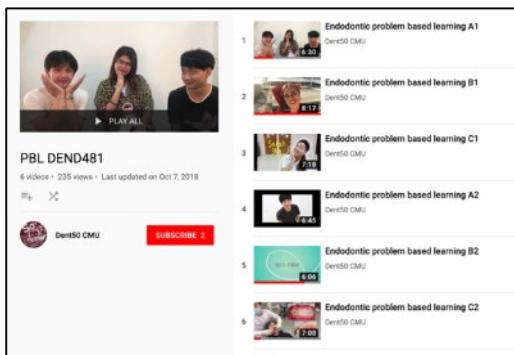 PLAY ALL
PBL DEND481
6 videos • 235 views • Last updated on Oct 7, 2018
Dent50 CMU
SUBSCRIBE 2
1
6:30
Endodontic problem based learning A1
Dent50 CMU
2
8:17
Endodontic problem based learning B1
Dent50 CMU
3
7:18
Endodontic problem based learning C1
Dent50 CMU
4
6:45
Endodontic problem based learning A2
Dent50 CMU
5
6:06
Endodontic problem based learning B2
Dent50 CMU
6
7:08
Endodontic problem based learning C2
Dent50 CMU